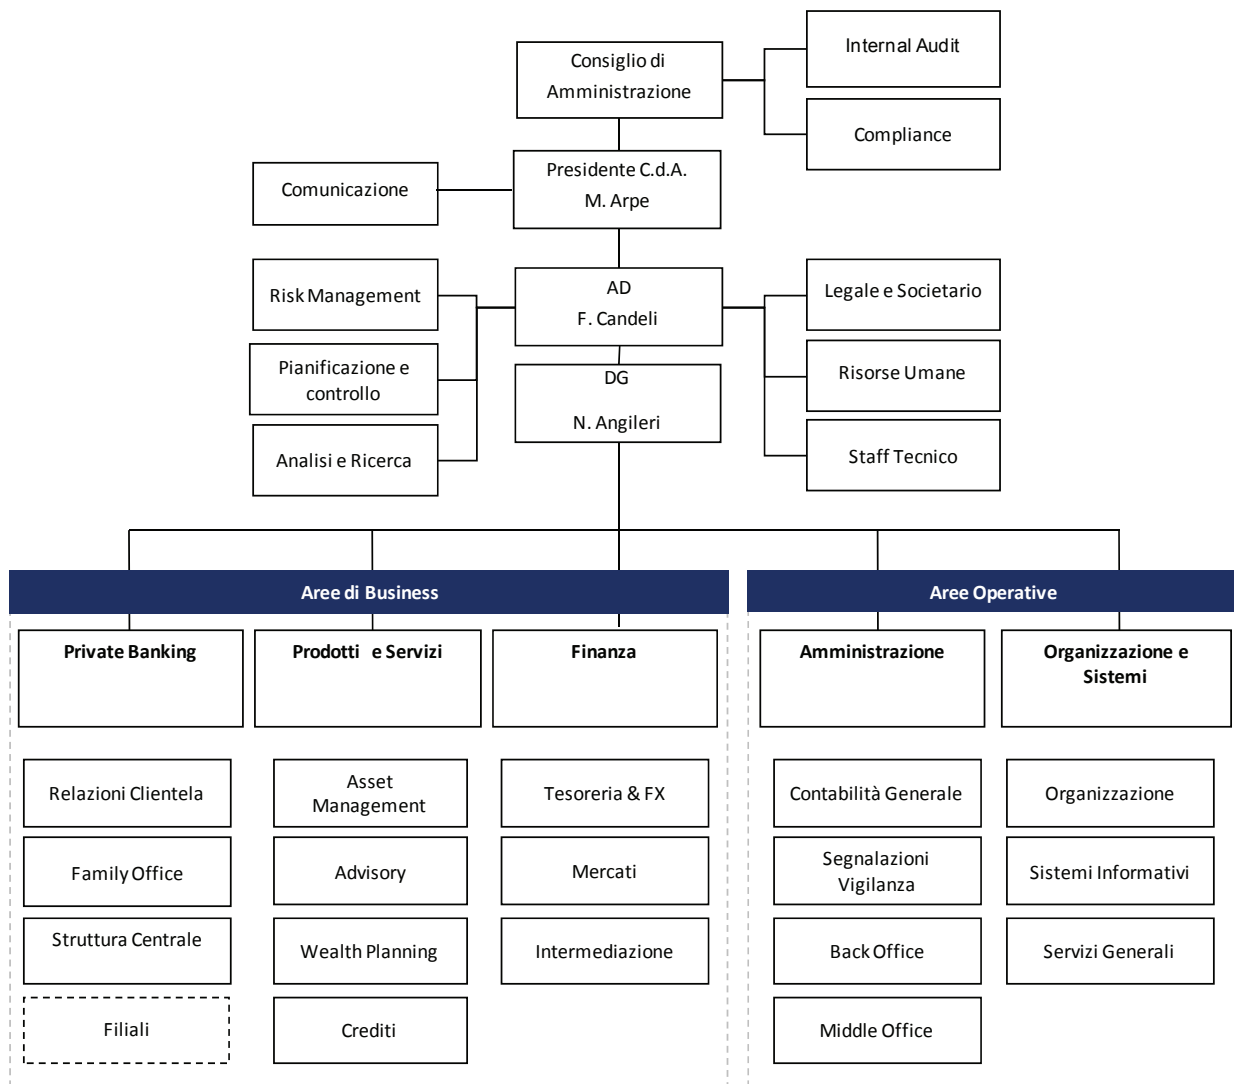 Internal Audit
Consiglio di
Amministrazione
Compliance
Presidente C.d.A.
M. Arpe
Comunicazione
AD
F. Candeli
Risk Management
Legale e Societario
Pianificazione e
controllo
DG
N. Angileri
Risorse Umane
Analisi e Ricerca
Staff Tecnico
Aree di Business
Aree Operative
Private Banking
Prodotti e Servizi
Finanza
Amministrazione
Organizzazione e
Sistemi
Relazioni Clientela
Asset
Management
Tesoreria & FX
Contabilità Generale
Organizzazione
Family Office
Advisory
Mercati
Segnalazioni
Vigilanza
Sistemi Informativi
Struttura Centrale
Wealth Planning
Intermediazione
Back Office
Servizi Generali
Filiali
Crediti
Middle Office